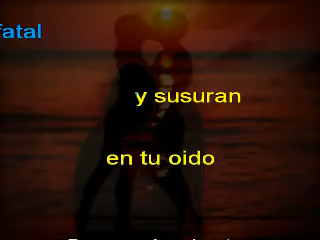 fatal
y susuran
en tu oido